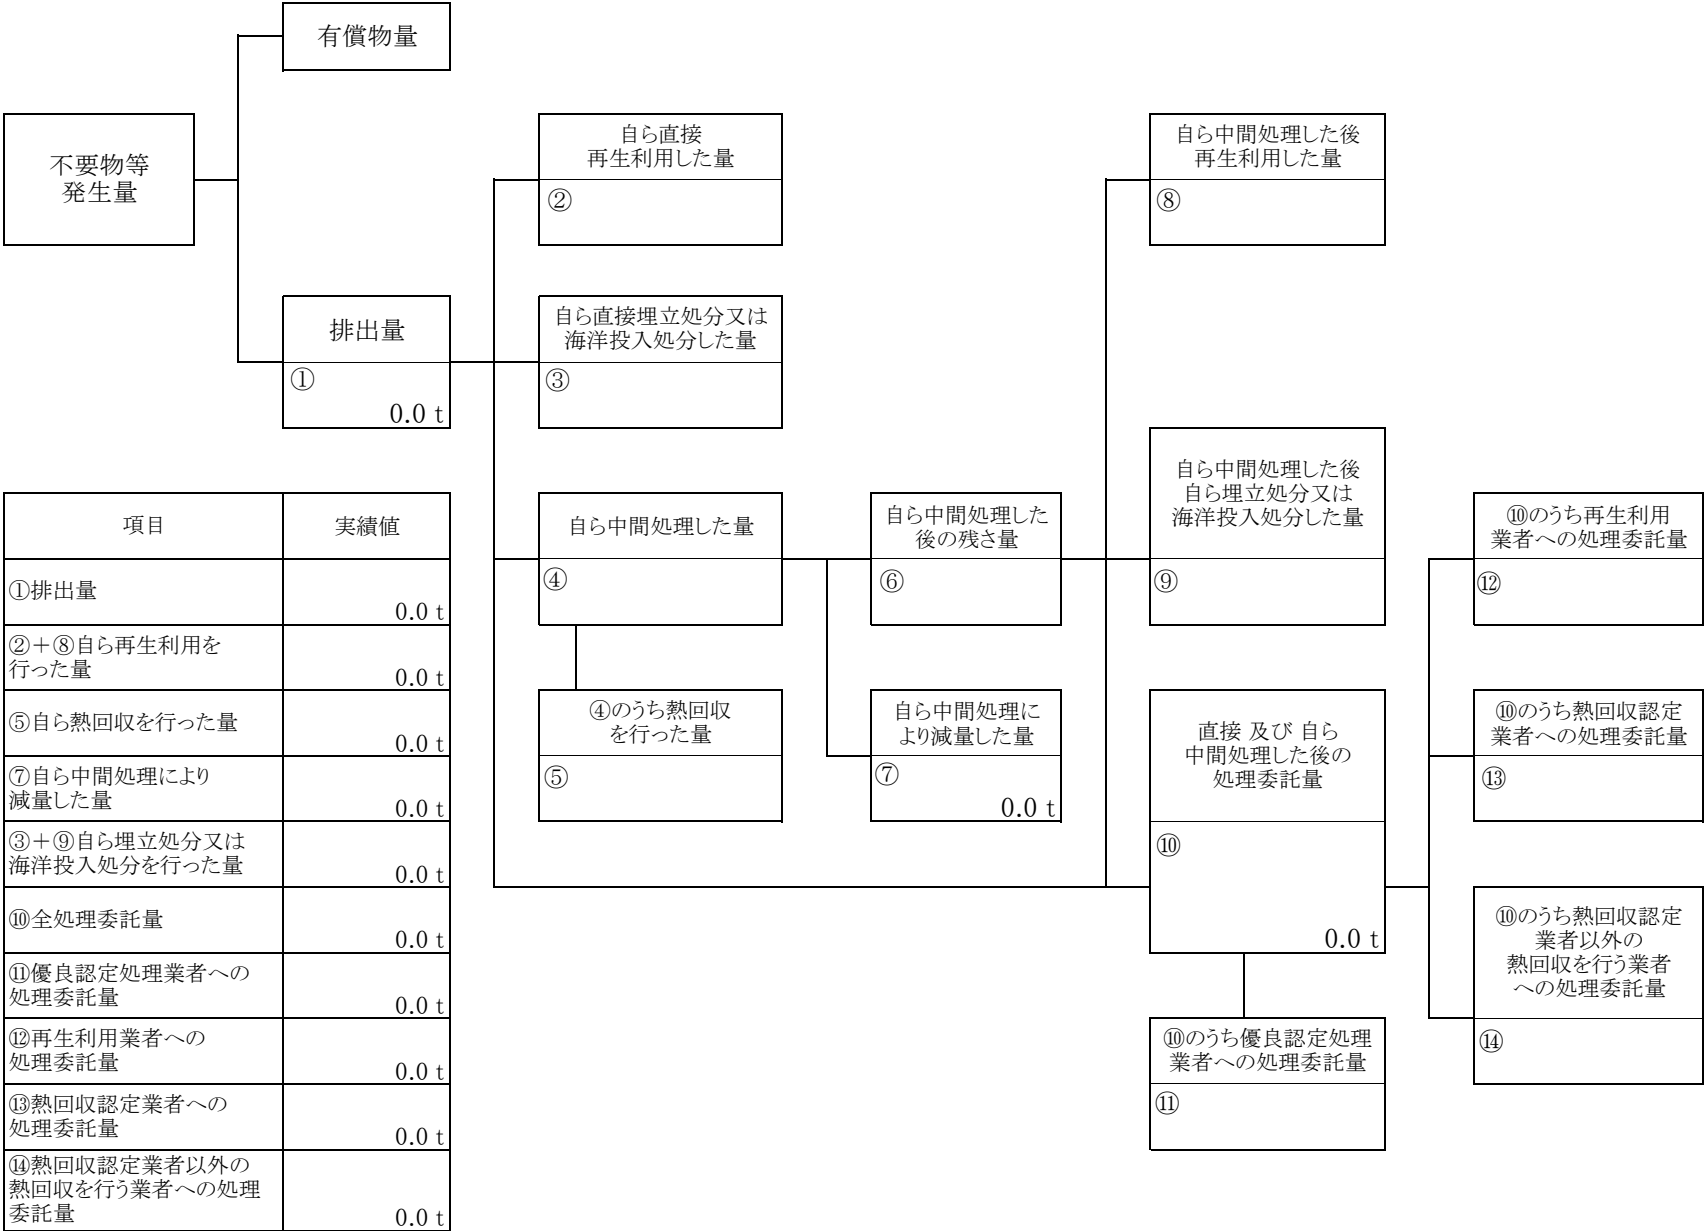 有償物量
不要物等
発生量
排出量
①
0.0 t
自ら直接
再生利用した量
②
自ら直接埋立処分又は
海洋投入処分した量
③
自ら中間処理した量
④
④のうち熱回収
を行った量
⑤
自ら中間処理した
後の残さ量
⑥
自ら中間処理に
より減量した量
⑦
0.0 t
自ら中間処理した後
再生利用した量
⑧
自ら中間処理した後
自ら埋立処分又は
海洋投入処分した量
⑨
直接 及び 自ら
中間処理した後の
処理委託量
⑩
0.0 t
⑩のうち優良認定処理
業者への処理委託量
⑪
⑩のうち再生利用
業者への処理委託量
⑫
⑩のうち熱回収認定
業者への処理委託量
⑬
⑩のうち熱回収認定
業者以外の
熱回収を行う業者
への処理委託量
⑭
項目 実績値
①排出量
0.0 t
②＋⑧自ら再生利用を
行った量
0.0 t
⑤自ら熱回収を行った量
0.0 t
⑦自ら中間処理により
減量した量
0.0 t
③＋⑨自ら埋立処分又は
海洋投入処分を行った量
0.0 t
⑩全処理委託量
0.0 t
⑪優良認定処理業者への
処理委託量
0.0 t
⑫再生利用業者への
処理委託量
0.0 t
⑬熱回収認定業者への
処理委託量
0.0 t
⑭熱回収認定業者以外の
熱回収を行う業者への処理
委託量
0.0 t